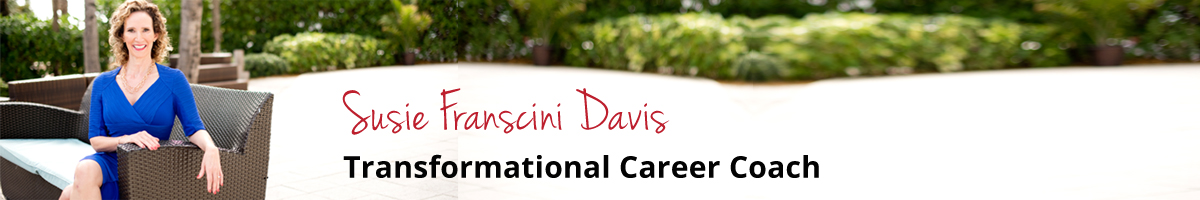 Susie Franscini Davis
Transformational Career Coach